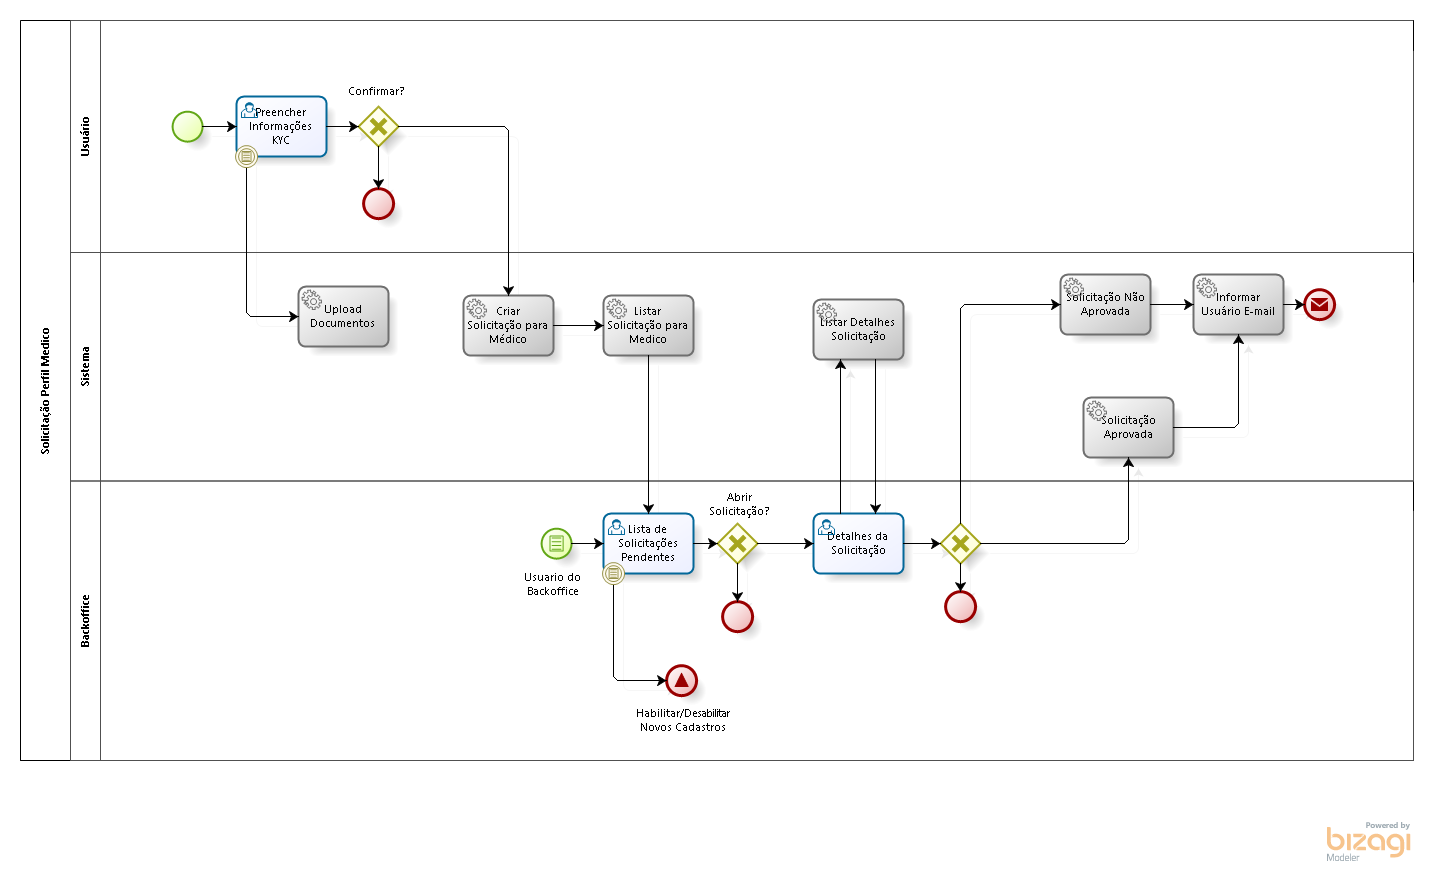 Solicitação Perfil Medico
Usuário
Confirmar?
Preencher
Informações
KYC
Sistema
Upload
Documentos
Criar
Solicitação para
Médico
Listar
Solicitação para
Medico
Listar Detalhes
Solicitação
Solicitação Não
Aprovada
Informar
Usuário E-mail
Solicitação
Aprovada
Backoffice
Usuario do
Backoffice
Lista de
Solicitações
Pendentes
Abrir
Solicitação?
Detalhes da
Solicitação
Habilitar/Desabilitar
Novos Cadastros
Powered by
bizagi
Modeler